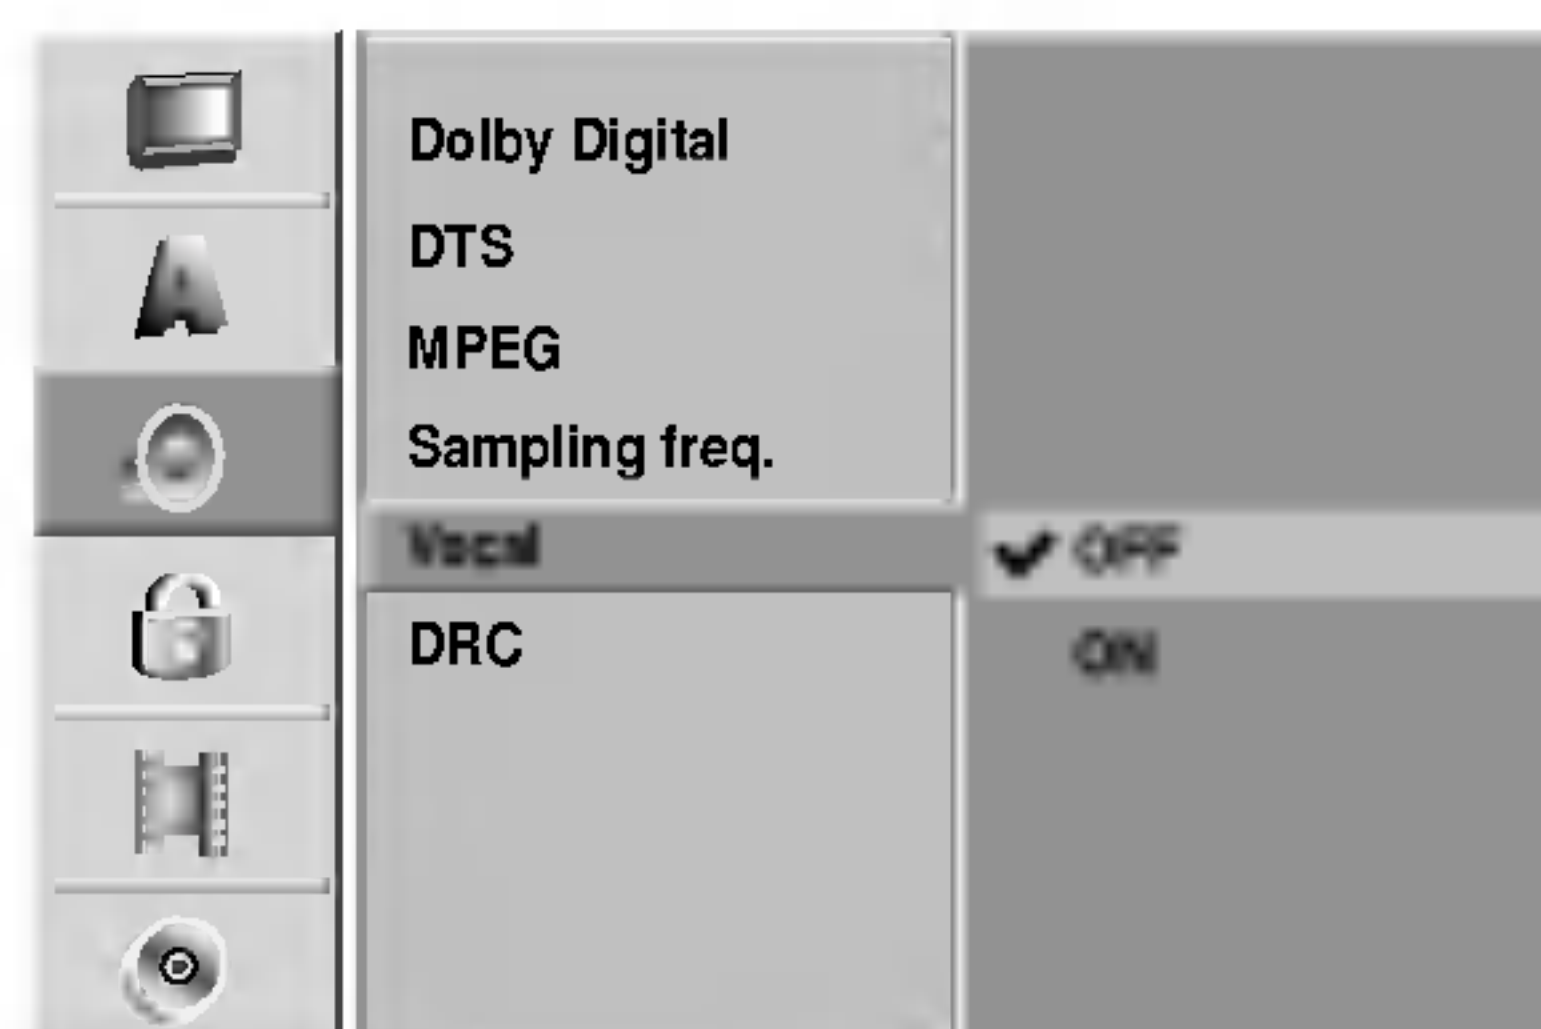 A
Dolby Digital
DTS
MPEG
Sampling freq.
Vocal
OFF
ON
DRC